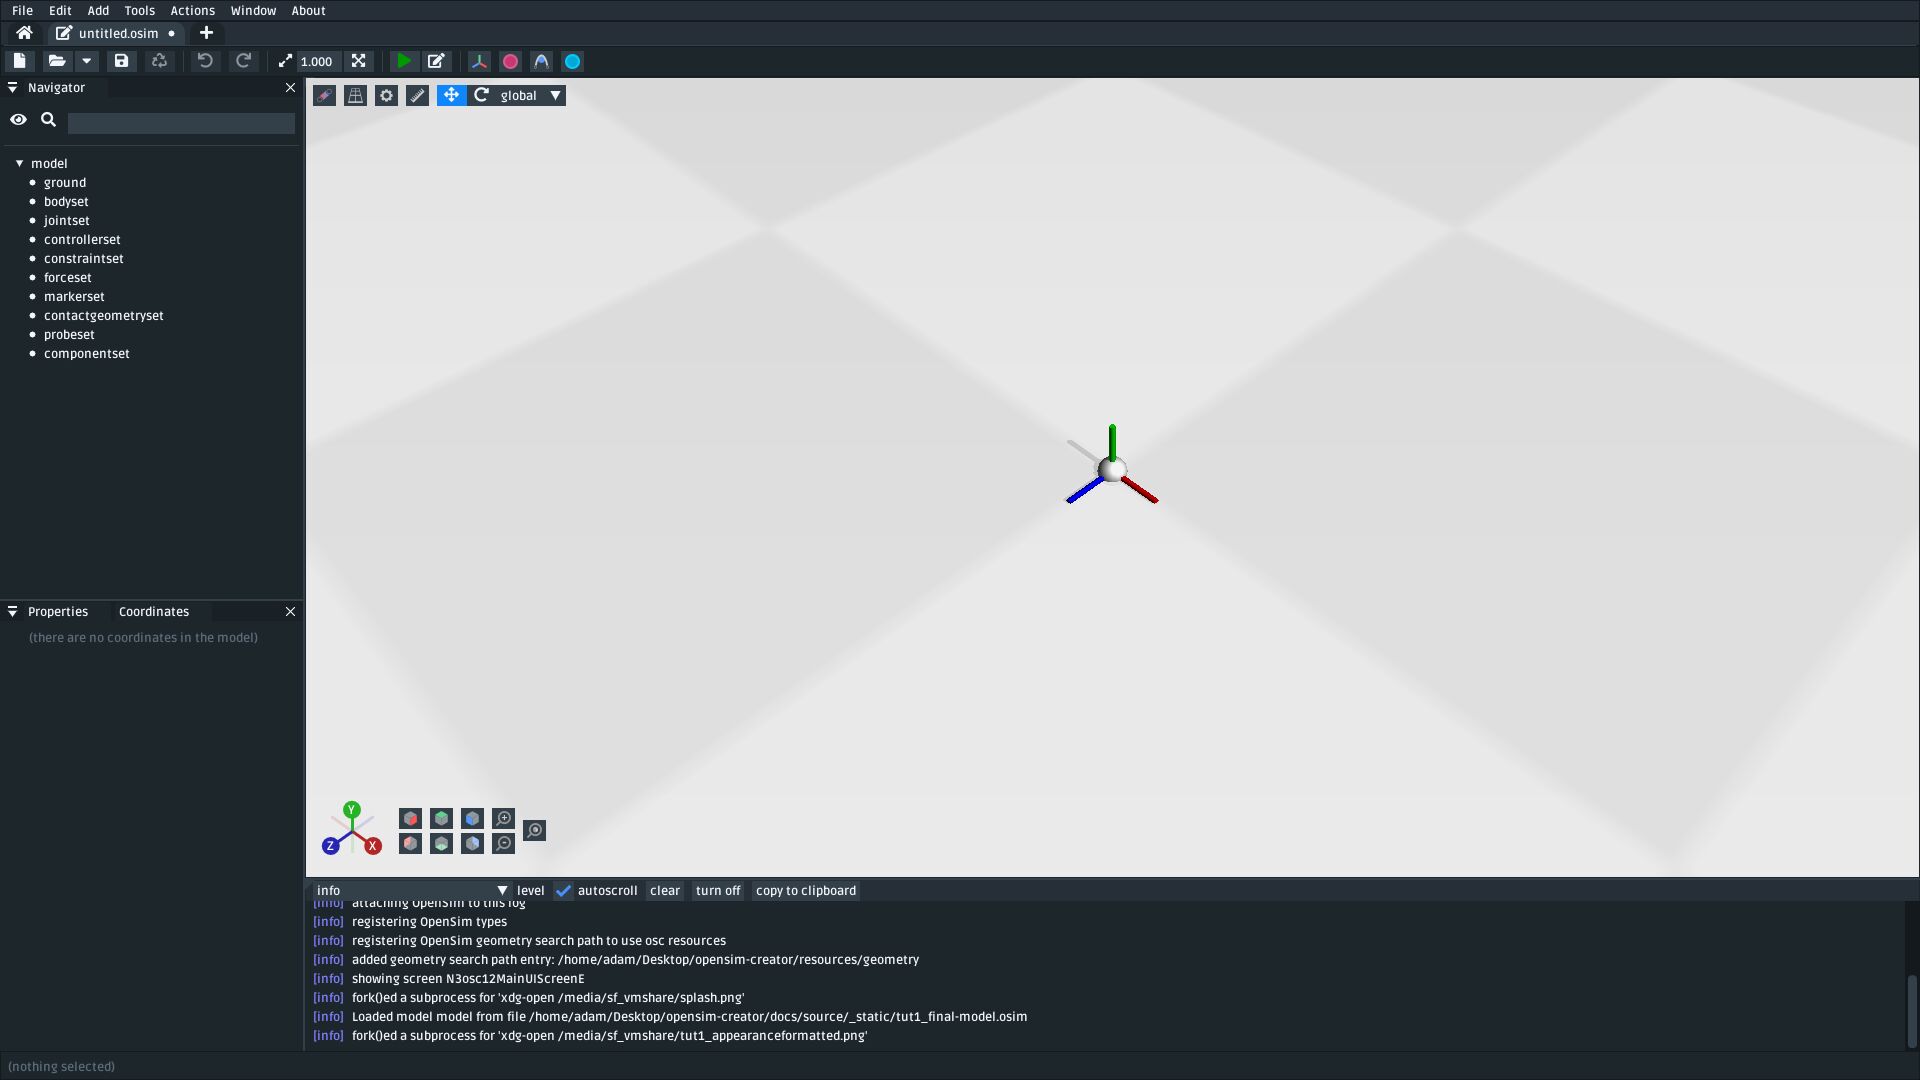 File Edit Add Tools Actions Window About
untitled.osim
1.000
Navigator
global
model
ground
bodyset
jointset
controllerset
constraintset
forceset
markerset
contactgeometryset
probeset
componentset
Properties Coordinates
(there are no coordinates in the model)
Y
Z X
info level autoscroll clear turn off copy to clipboard
[info] attaching OpenSim to this log
[info] registering OpenSim types
[info] registering OpenSim geometry search path to use osc resources
[info] added geometry search path entry: /home/adam/Desktop/opensim-creator/resources/geometry
[info] showing screen N3osc12MainUIScreenE
[info] fork()ed a subprocess for 'xdg-open /media/sf_vmshare/splash.png'
[info] Loaded model model from file /home/adam/Desktop/opensim-creator/docs/source/_static/tut1_final-model.osim
[info] fork()ed a subprocess for 'xdg-open /media/sf_vmshare/tut1_appearanceformatted.png'
(nothing selected)